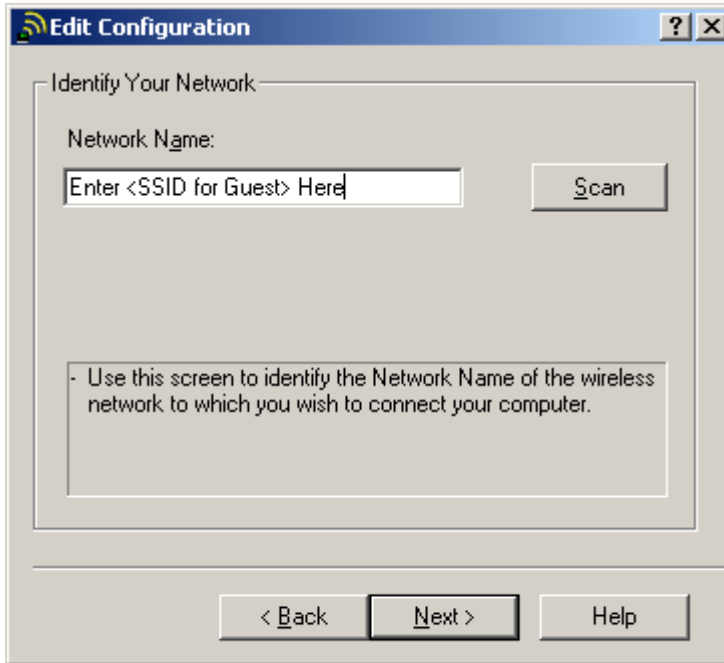 Edit Configuration
Identify Your Network
Network Name:
Enter <SSID for Guest> Here
Scan
- Use this screen to identify the Network Name of the wireless
network to which you wish to connect your computer.
< Back
Next >
Help